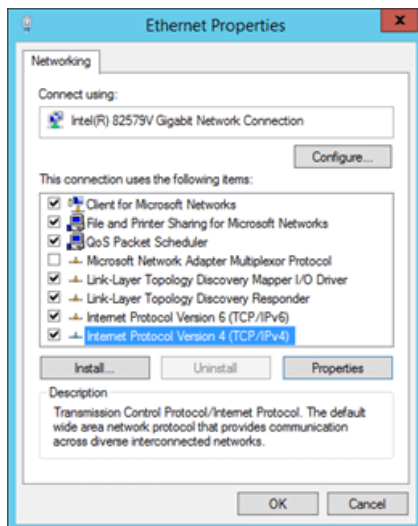 Ethernet Properties
x
Networking
Connect using:
Intel(R) 82579V Gigabit Network Connection
Configure...
This connection uses the following items:
Client for Microsoft Networks
File and Printer Sharing for Microsoft Networks
QoS Packet Scheduler
Microsoft Network Adapter Multiplexor Protocol
Link-Layer Topology Discovery Mapper I/O Driver
Link-Layer Topology Discovery Responder
Internet Protocol Version 6 (TCP/IPv6)
Internet Protocol Version 4 (TCP/IPv4)
Install...
Uninstall
Properties
Description
Transmission Control Protocol/Internet Protocol. The default
wide area network protocol that provides communication
across diverse interconnected networks.
OK
Cancel